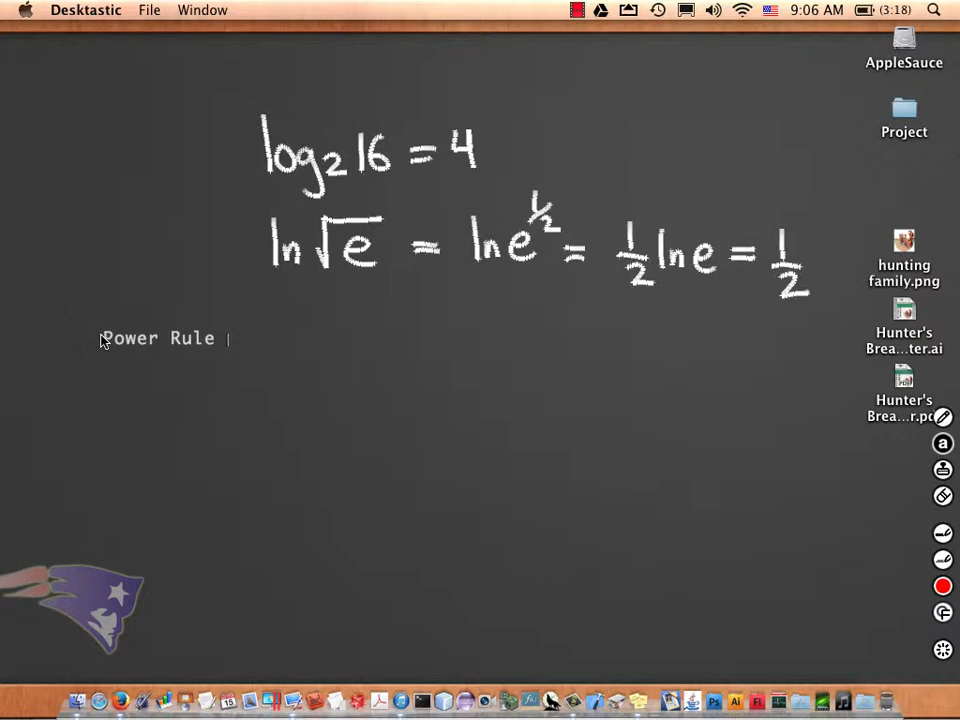 Desktastic File Window 9:06 AM (3:18)
AppleSauce
Project
log₂16 = 4
ln√e = ln e^½ = ½ ln e = ½
hunting
family.png
Power Rule
Hunter's
Brea...ter.ai
Hunter's
Brea...r.pd
a